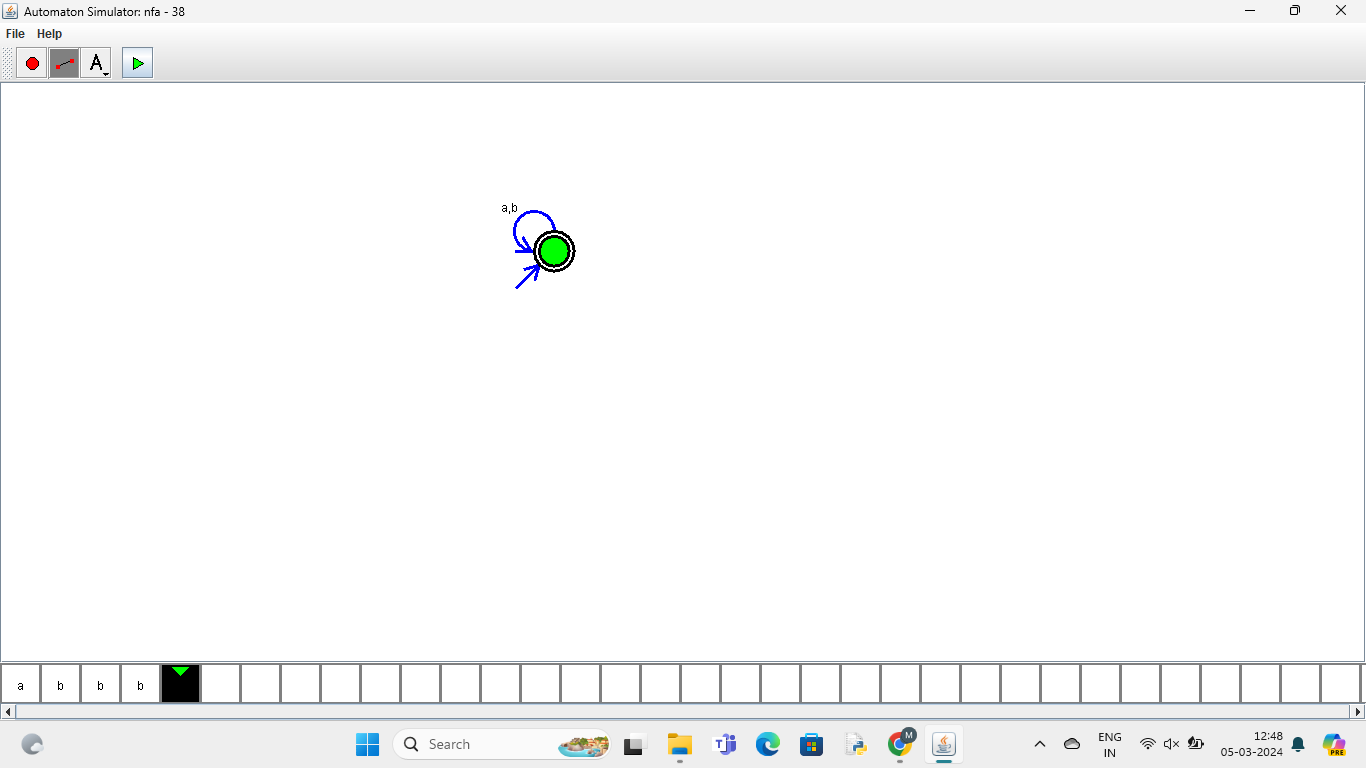 Automaton Simulator: nfa - 38
File Help
A
a,b
a b b b
Search
M
ENG
IN
12:48
05-03-2024
PRE